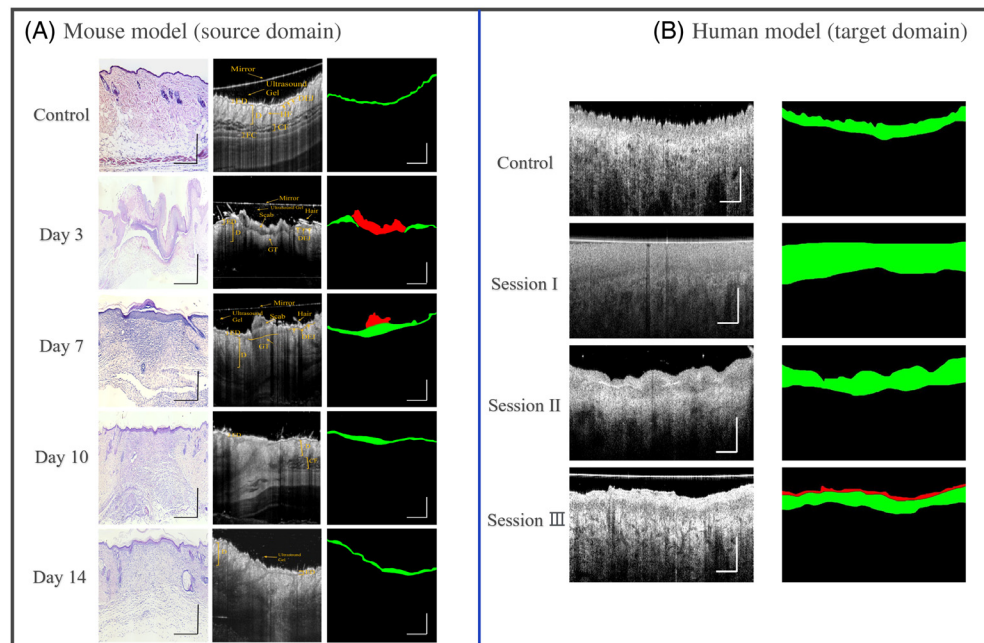 (A) Mouse model (source domain)
(B) Human model (target domain)
Control
Mirror
Ultrasound
Gel
Day 3
Mirror
Ultrasound Gel
Scab
Hair
GT
Day 7
Mirror
Ultrasound
Gel
Scab
Hair
GT
Day 10
Day 14
Ultrasound
Gel
Control
Session I
Session II
Session III